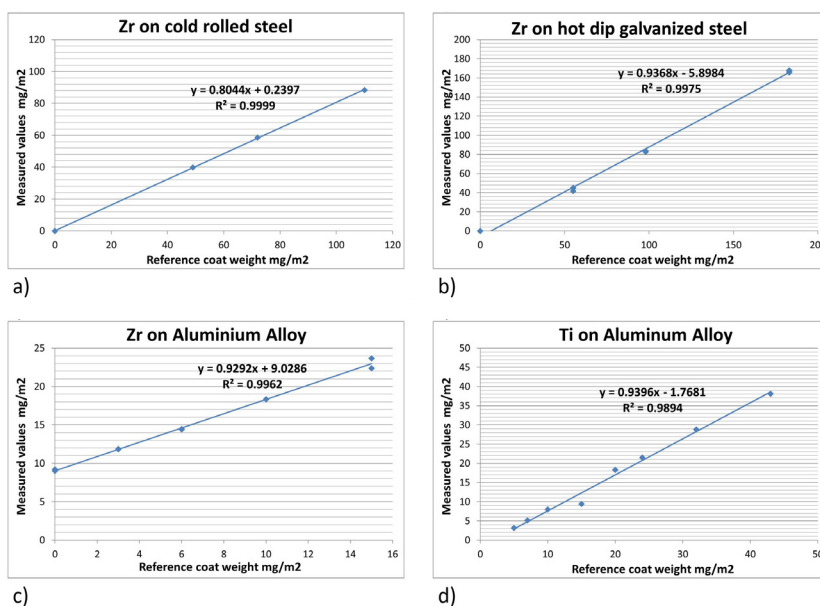 Zr on cold rolled steel
120
100
80
60
40
20
0
Measured values mg/m2
y = 0.8044x + 0.2397
R² = 0.9999
0 20 40 60 80 100 120
Reference coat weight mg/m2
a)
Zr on hot dip galvanized steel
200
180
160
140
120
100
80
60
40
20
0
Measured values mg/m2
y = 0.9368x - 5.8984
R² = 0.9975
0 50 100 150 200
Reference coat weight mg/m2
b)
Zr on Aluminium Alloy
25
20
15
10
5
0
Measured values mg/m2
y = 0.9292x + 9.0286
R² = 0.9962
0 2 4 6 8 10 12 14 16
Reference coat weight mg/m2
c)
Ti on Aluminum Alloy
50
45
40
35
30
25
20
15
10
5
0
Measured values mg/m2
y = 0.9396x - 1.7681
R² = 0.9894
0 10 20 30 40 50
Reference coat weight mg/m2
d)